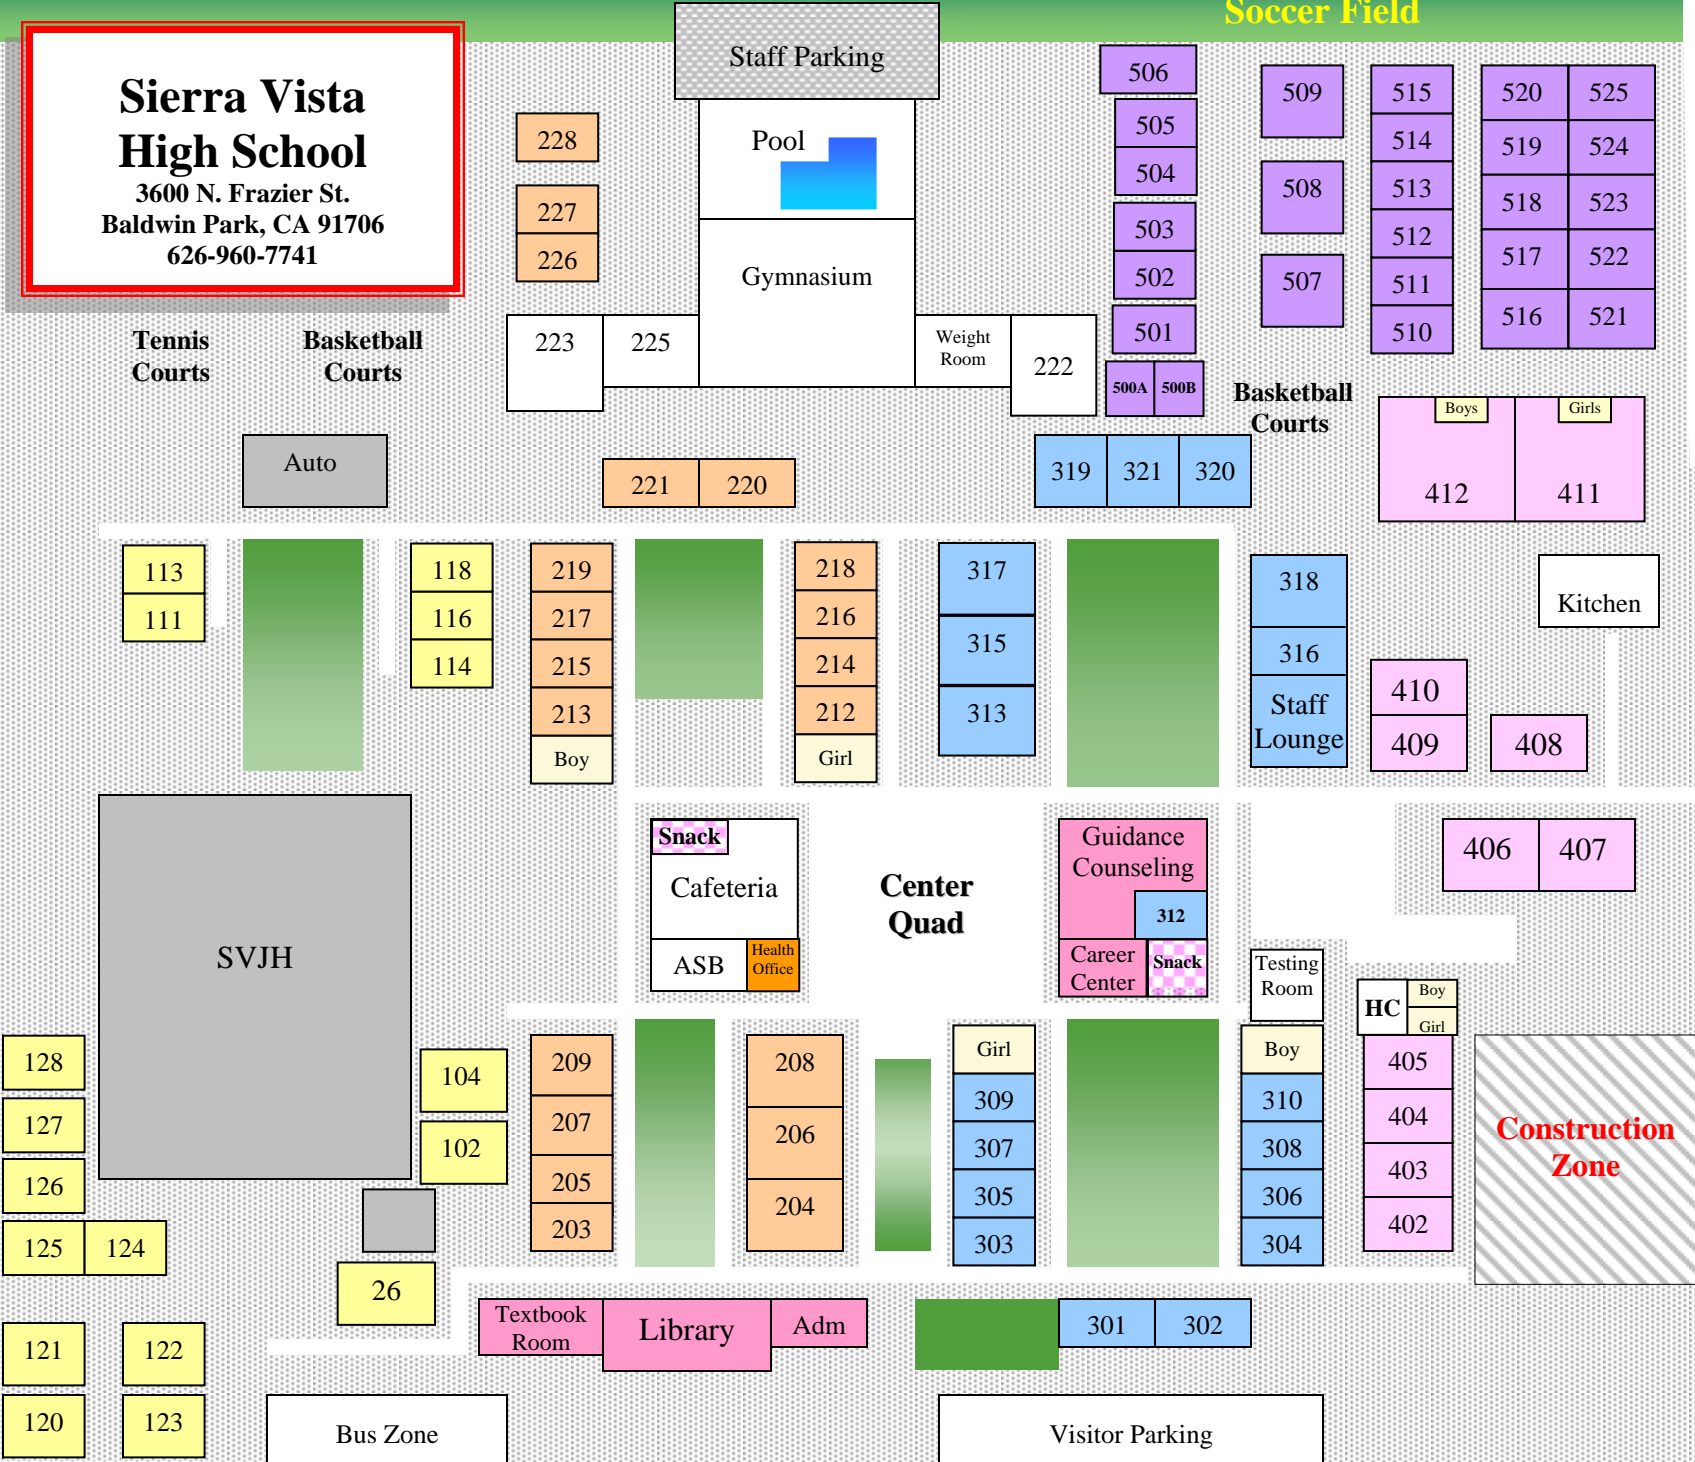 Soccer Field
Sierra Vista
High School
3600 N. Frazier St.
Baldwin Park, CA 91706
626-960-7741
Staff Parking
Pool
Gymnasium
228
227
226
223
225
Weight
Room
222
506
505
504
503
502
501
500A
500B
509
508
507
515
514
513
512
511
510
520
525
519
524
518
523
517
522
516
521
Tennis
Courts
Basketball
Courts
Basketball
Courts
Boys
Girls
412
411
Auto
221
220
319
321
320
113
111
118
116
114
219
217
215
213
Boy
218
216
214
212
Girl
317
315
313
318
316
Staff
Lounge
Kitchen
410
409
408
406
407
SVJH
Snack
Cafeteria
ASB
Health
Office
Center
Quad
Guidance
Counseling
312
Career
Center
Snack
Testing
Room
HC
Boy
Girl
405
404
403
402
Construction
Zone
128
127
126
125
124
104
102
26
209
207
205
203
208
206
204
Girl
309
307
305
303
Boy
310
308
306
304
121
122
120
123
Textbook
Room
Library
Adm
301
302
Bus Zone
Visitor Parking